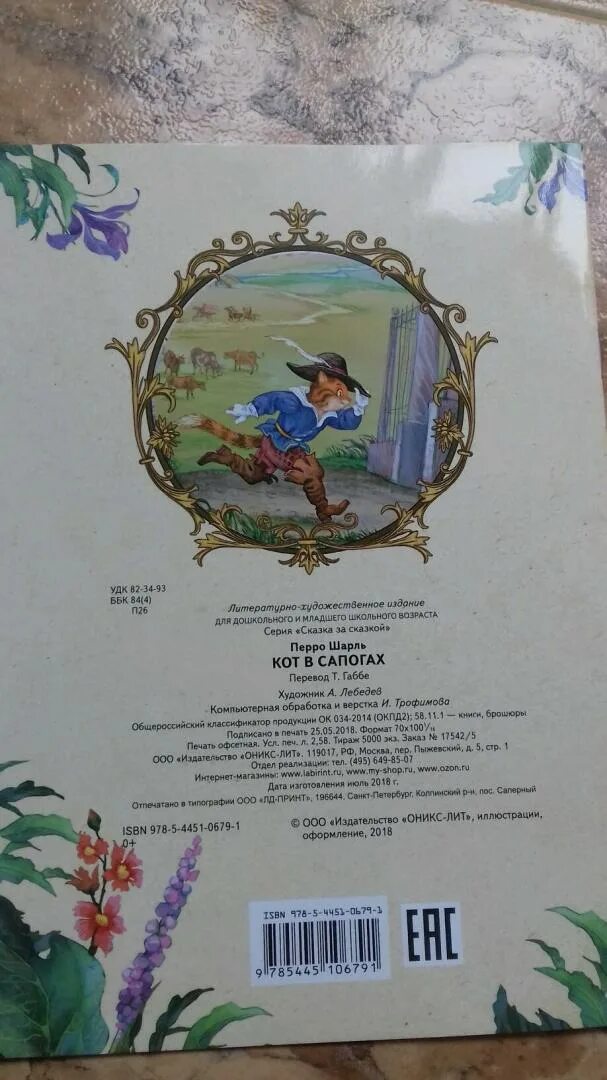 УДК 82-34-93
ББК 84(4)
П26
Литературно-художественное издание
ДЛЯ ДОШКОЛЬНОГО И МЛАДШЕГО ШКОЛЬНОГО ВОЗРАСТА
Серия «Сказка за сказкой»
Перро Шарль
КОТ В САПОГАХ
Перевод Т. Габбе
Художник А. Лебедев
Компьютерная обработка и верстка И. Трофимова
Общероссийский классификатор продукции ОК 034-2014 (ОКПД2); 58.11.1 — книги, брошюры
Подписано в печать 25.05.2018. Формат 70х100¹/₁₆
Печать офсетная. Усл. печ. л. 2,58. Тираж 5000 экз. Заказ № 17542/5
ООО «Издательство «ОНИКС-ЛИТ». 119017, РФ, Москва, пер. Пыжевский, д. 5, стр. 1
Отдел реализации: тел. (495) 649-85-07
Интернет-магазины: www.labirint.ru, www.my-shop.ru, www.ozon.ru
Дата изготовления июль 2018 г.
Отпечатано в типографии ООО «ЛД-ПРИНТ», 196644, Санкт-Петербург, Колпинский р-н, пос. Саперный
ISBN 978-5-4451-0679-1
0+
© ООО «Издательство «ОНИКС-ЛИТ», иллюстрации,
оформление, 2018
ISBN 978-5-4451-0679-1
9 785445 106791
ЕАС